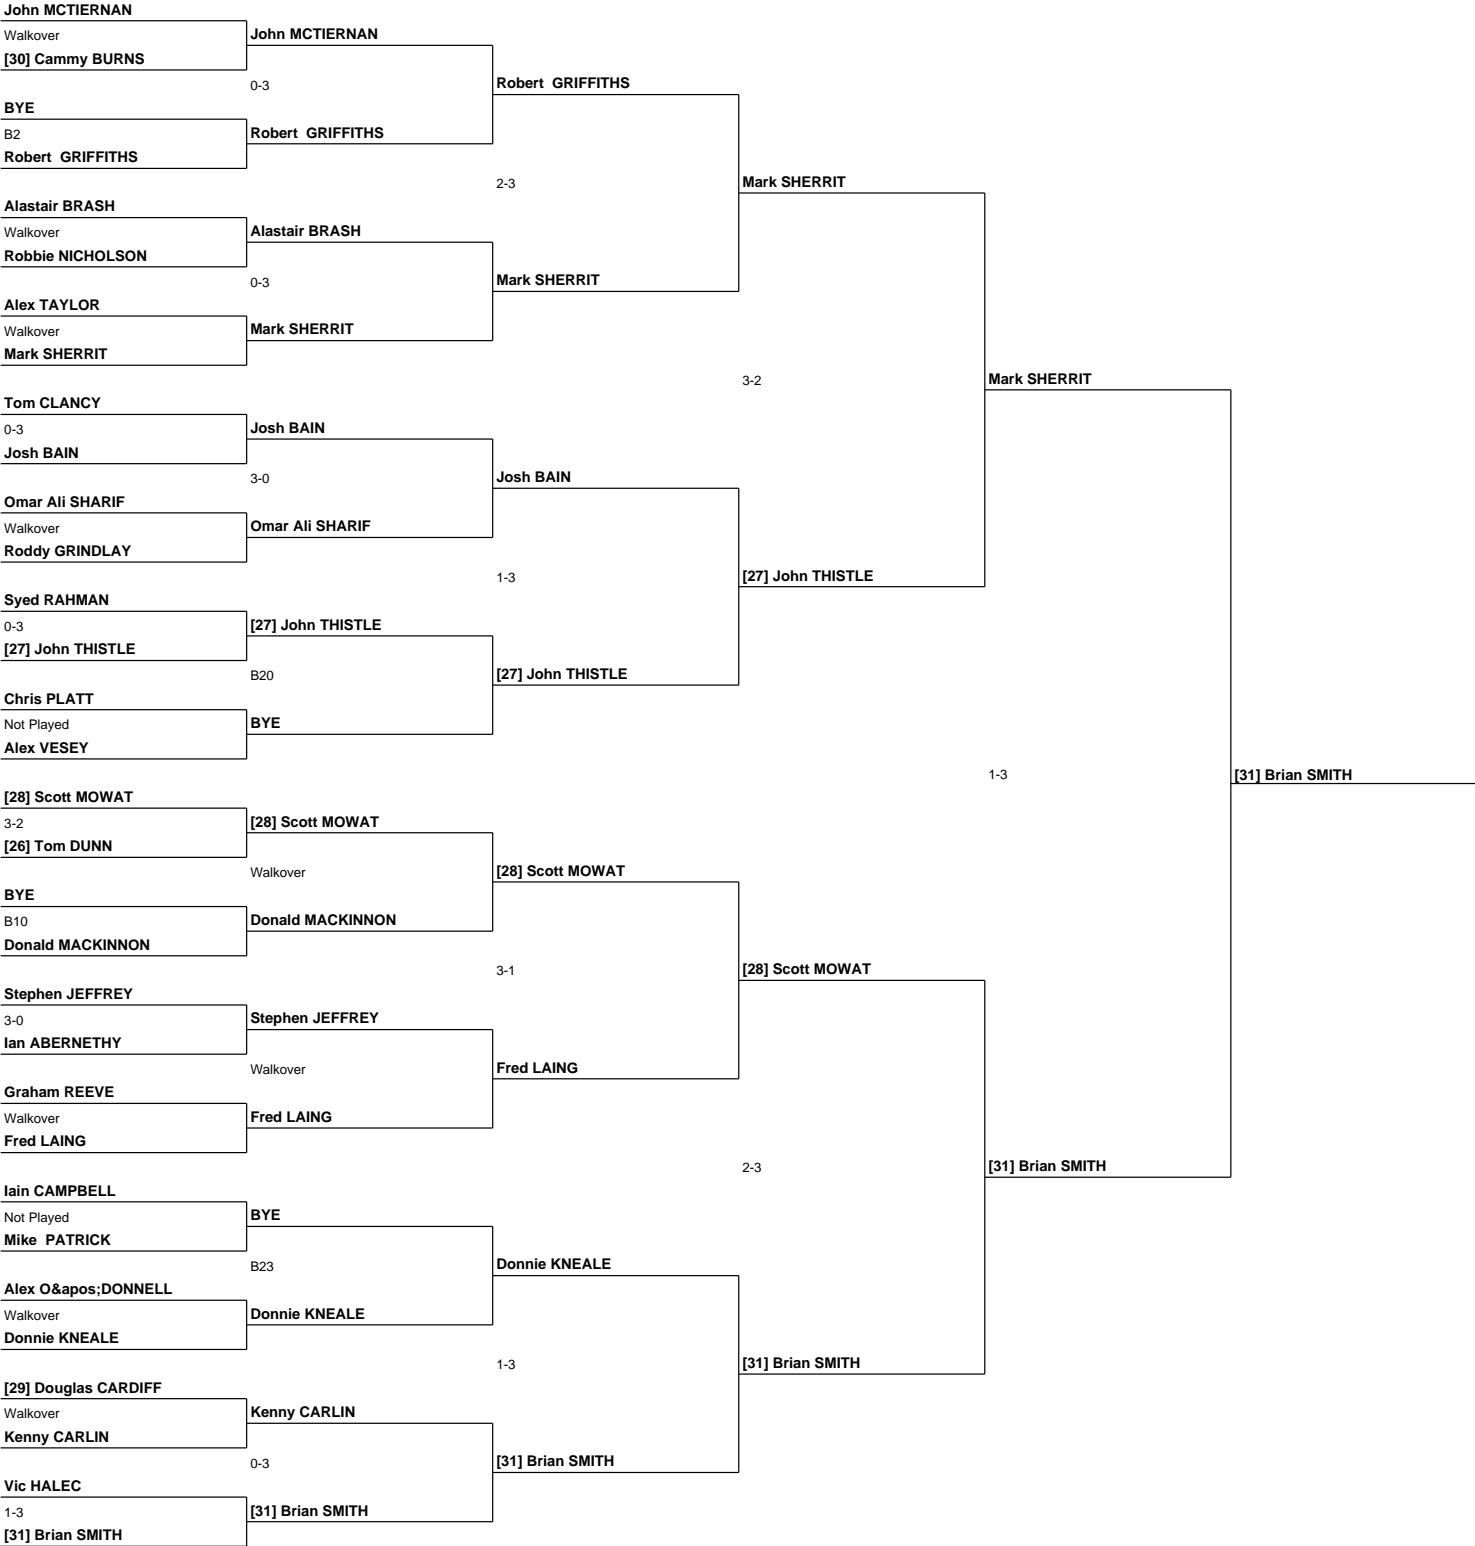 John MCTIERNAN
Walkover
[30] Cammy BURNS
BYE
B2
Robert  GRIFFITHS
Alastair BRASH
Walkover
Robbie NICHOLSON
Alex TAYLOR
Walkover
Mark SHERRIT
Tom CLANCY
0-3
Josh BAIN
Omar Ali SHARIF
Walkover
Roddy GRINDLAY
Syed RAHMAN
0-3
[27] John THISTLE
Chris PLATT
Not Played
Alex VESEY
[28] Scott MOWAT
3-2
[26] Tom DUNN
BYE
B10
Donald MACKINNON
Stephen JEFFREY
3-0
Ian ABERNETHY
Graham REEVE
Walkover
Fred LAING
Iain CAMPBELL
Not Played
Mike  PATRICK
Alex O&apos;DONNELL
Walkover
Donnie KNEALE
[29] Douglas CARDIFF
Walkover
Kenny CARLIN
Vic HALEC
1-3
[31] Brian SMITH
John MCTIERNAN
0-3
Robert  GRIFFITHS
Alastair BRASH
0-3
Mark SHERRIT
Josh BAIN
3-0
Omar Ali SHARIF
[27] John THISTLE
B20
BYE
[28] Scott MOWAT
Walkover
Donald MACKINNON
Stephen JEFFREY
Walkover
Fred LAING
BYE
B23
Donnie KNEALE
Kenny CARLIN
0-3
[31] Brian SMITH
Robert  GRIFFITHS
2-3
Mark SHERRIT
Josh BAIN
1-3
[27] John THISTLE
[28] Scott MOWAT
3-1
Fred LAING
Donnie KNEALE
1-3
[31] Brian SMITH
Mark SHERRIT
3-2
[27] John THISTLE
[28] Scott MOWAT
2-3
[31] Brian SMITH
Mark SHERRIT
1-3
[31] Brian SMITH
[31] Brian SMITH